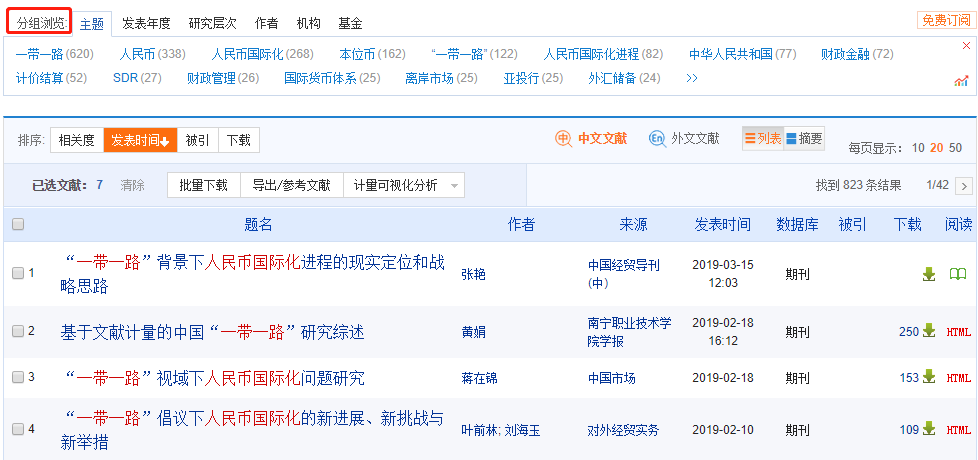 分组浏览: 主题 发表年度 研究层次 作者 机构 基金 免费订阅
一带一路(620) 人民币(338) 人民币国际化(268) 本位币(162) “一带一路”(122) 人民币国际化进程(82) 中华人民共和国(77) 财政金融(72)
计价结算(52) SDR(27) 财政管理(26) 国际货币体系(25) 离岸市场(25) 亚投行(25) 外汇储备(24) >>
排序: 相关度 发表时间 被引 下载 中 中文文献 En 外文文献 列表 摘要 每页显示: 10 20 50
已选文献: 7 清除 批量下载 导出/参考文献 计量可视化分析 找到 823 条结果 1/42 >
题名 作者 来源 发表时间 数据库 被引 下载 阅读
1 “一带一路”背景下人民币国际化进程的现实定位和战 张艳 中国经贸导刊 2019-03-15 期刊
略思路 (中) 12:03
2 基于文献计量的中国“一带一路”研究综述 黄娟 南宁职业技术学 2019-02-18 期刊 250 HTML
院学报 16:12
3 “一带一路”视域下人民币国际化问题研究 蒋在锦 中国市场 2019-02-18 期刊 153 HTML
4 “一带一路”倡议下人民币国际化的新进展、新挑战与 叶前林; 刘海玉 对外经贸实务 2019-02-10 期刊 109 HTML
新举措